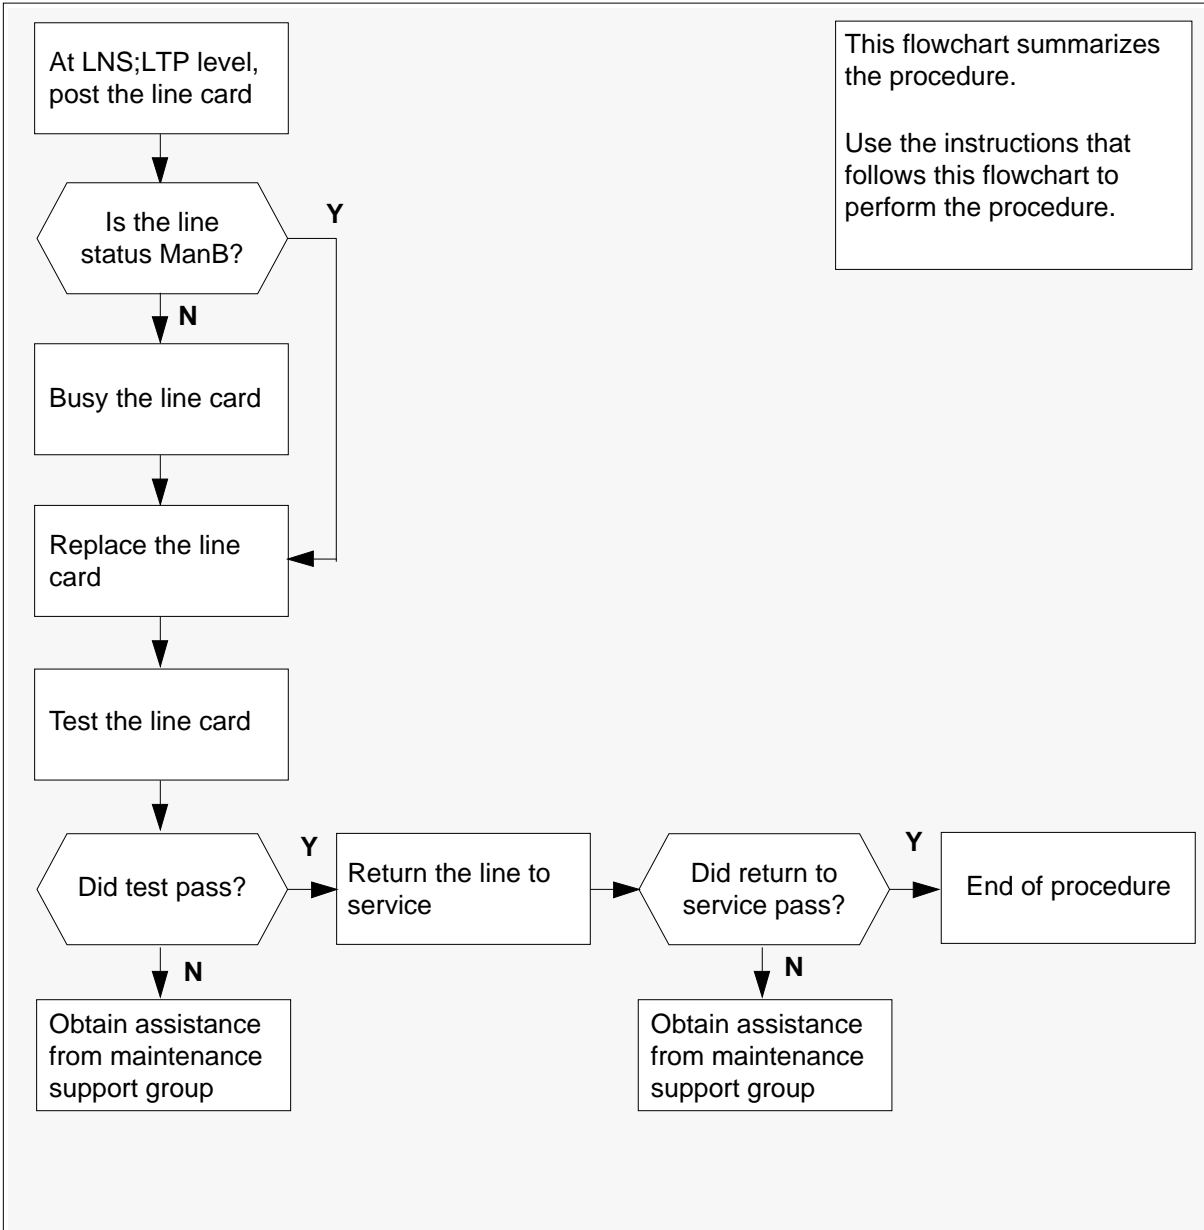 At LNS;LTP level,
post the line card
This flowchart summarizes
the procedure.
Use the instructions that
follows this flowchart to
perform the procedure.
Is the line
status ManB?
Y
N
Busy the line card
Replace the line
card
Test the line card
Did test pass?
Y
Return the line to
service
Did return to
service pass?
Y
End of procedure
N
Obtain assistance
from maintenance
support group
N
Obtain assistance
from maintenance
support group